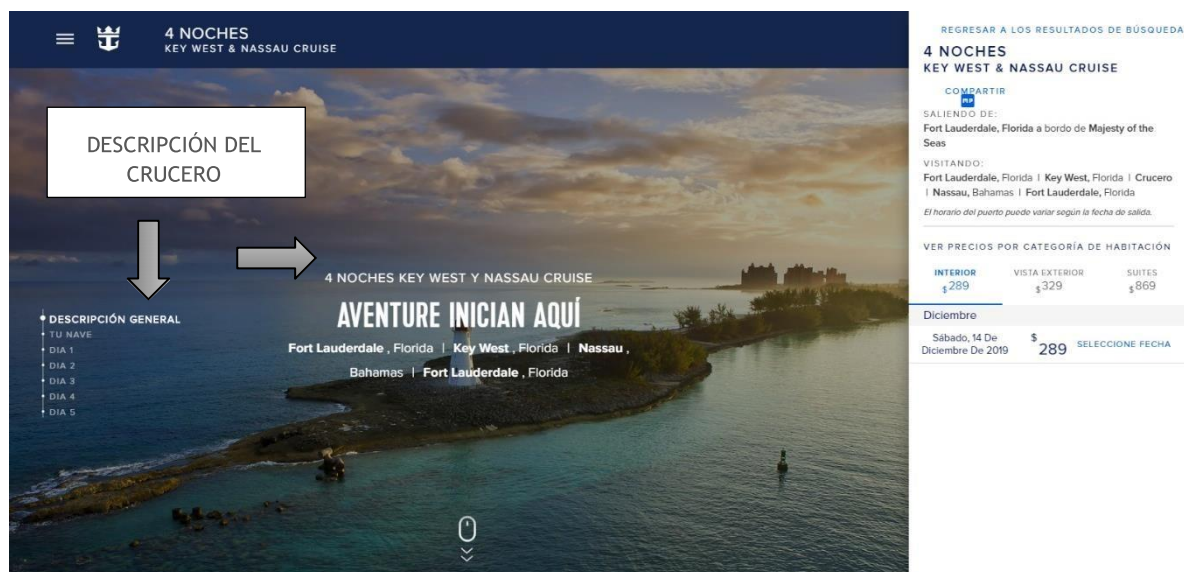 4 NOCHES
KEY WEST & NASSAU CRUISE
DESCRIPCIÓN DEL
CRUCERO
4 NOCHES KEY WEST Y NASSAU CRUISE
AVENTURE INICIAN AQUÍ
Fort Lauderdale , Florida | Key West , Florida | Nassau ,
Bahamas | Fort Lauderdale , Florida
DESCRIPCIÓN GENERAL
TU NAVE
DIA 1
DIA 2
DIA 3
DIA 4
DIA 5
REGRESAR A LOS RESULTADOS DE BÚSQUEDA
4 NOCHES
KEY WEST & NASSAU CRUISE
COMPARTIR
SALIENDO DE:
Fort Lauderdale, Florida a bordo de Majesty of the
Seas
VISITANDO:
Fort Lauderdale, Florida | Key West, Florida | Crucero
| Nassau, Bahamas | Fort Lauderdale, Florida
El horario del puerto puede variar según la fecha de salida.
VER PRECIOS POR CATEGORÍA DE HABITACIÓN
INTERIOR VISTA EXTERIOR SUITES
$289 $329 $869
Diciembre
Sábado, 14 De
Diciembre De 2019 $289 SELECCIONE FECHA